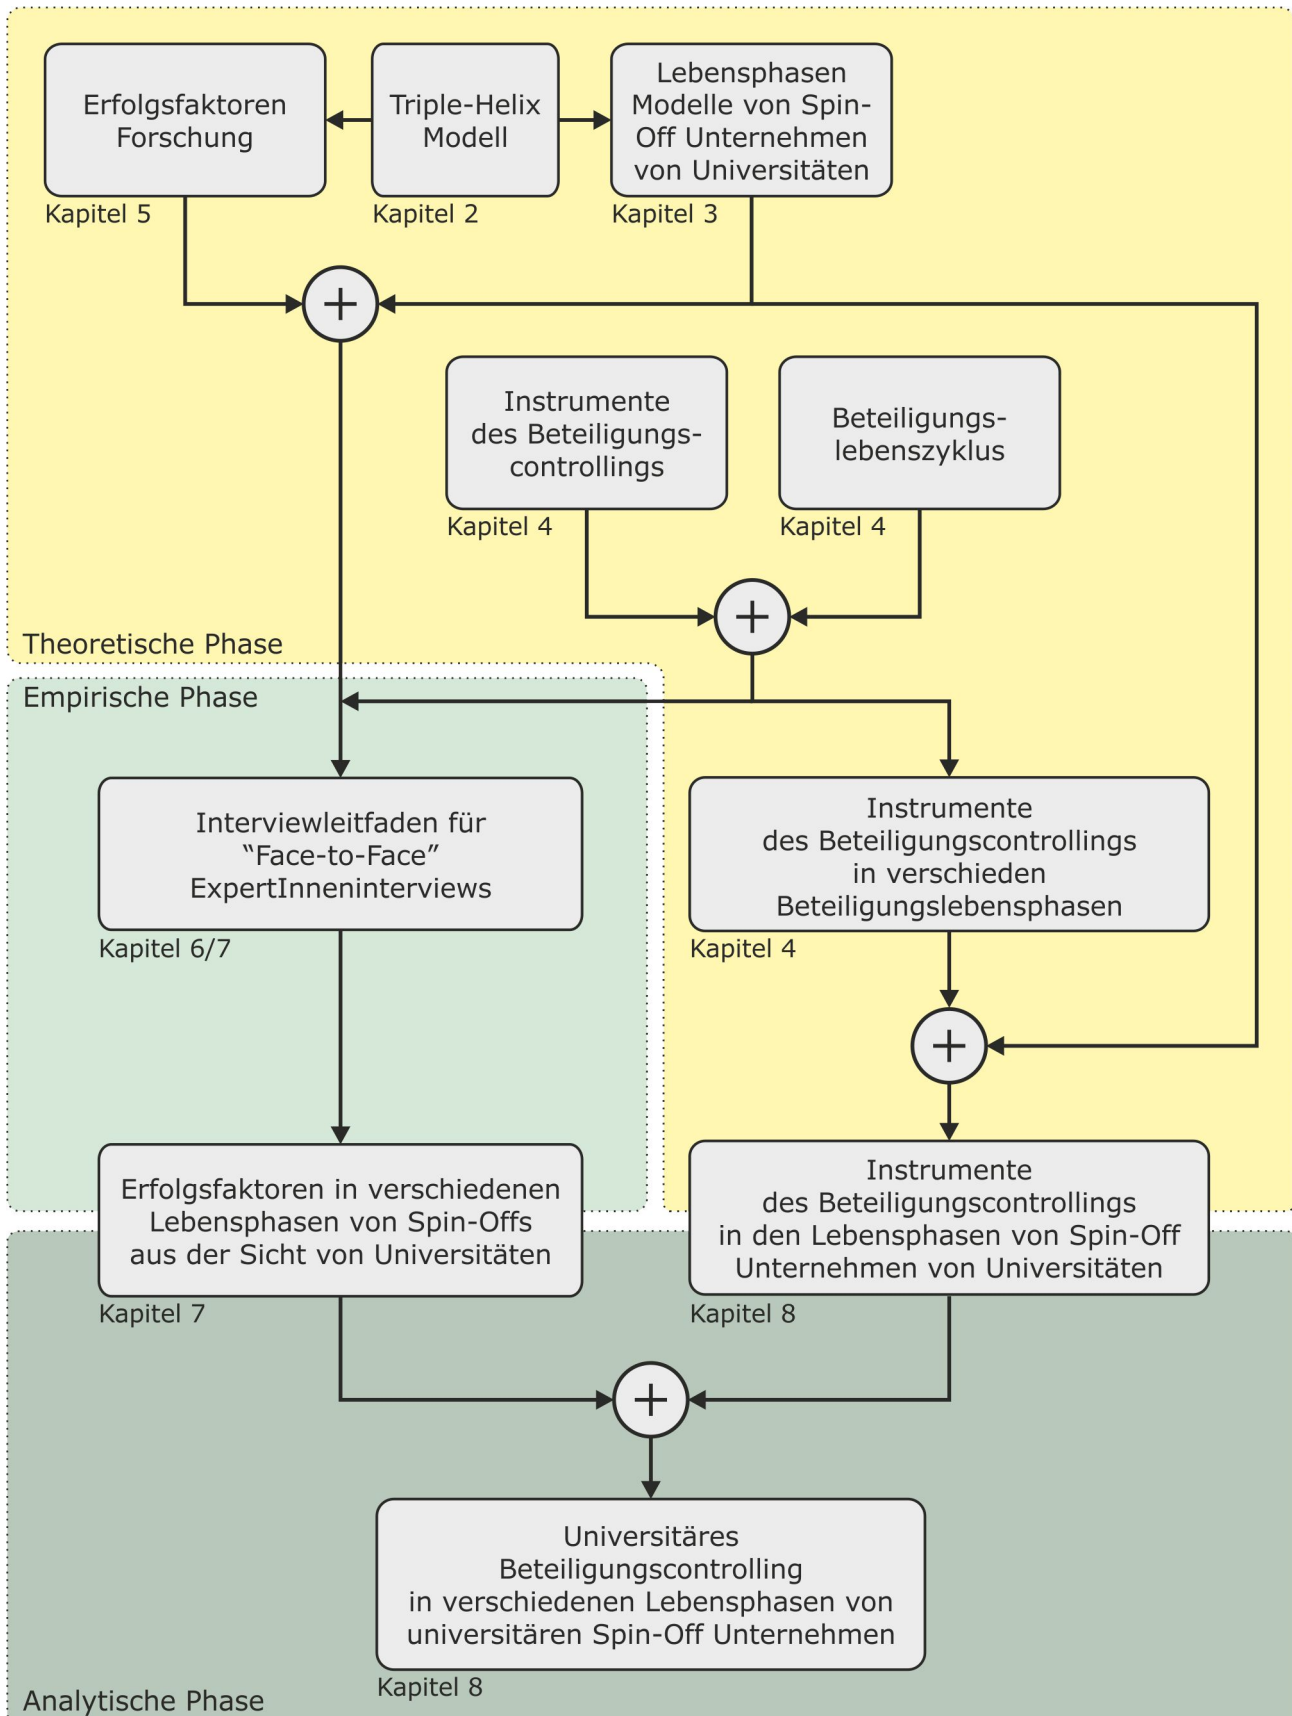 Erfolgsfaktoren
Forschung
Kapitel 5
Triple-Helix
Modell
Kapitel 2
Lebensphasen
Modelle von Spin-
Off Unternehmen
von Universitäten
Kapitel 3
Instrumente
des Beteiligungs-
controllings
Kapitel 4
Beteiligungs-
lebenszyklus
Kapitel 4
Theoretische Phase
Empirische Phase
Interviewleitfaden für
“Face-to-Face”
ExpertInneninterviews
Kapitel 6/7
Instrumente
des Beteiligungscontrollings
in verschieden
Beteiligungslebensphasen
Kapitel 4
Erfolgsfaktoren in verschiedenen
Lebensphasen von Spin-Offs
aus der Sicht von Universitäten
Kapitel 7
Instrumente
des Beteiligungscontrollings
in den Lebensphasen von Spin-Off
Unternehmen von Universitäten
Kapitel 8
Universitäres
Beteiligungscontrolling
in verschiedenen Lebensphasen von
universitären Spin-Off Unternehmen
Kapitel 8
Analytische Phase